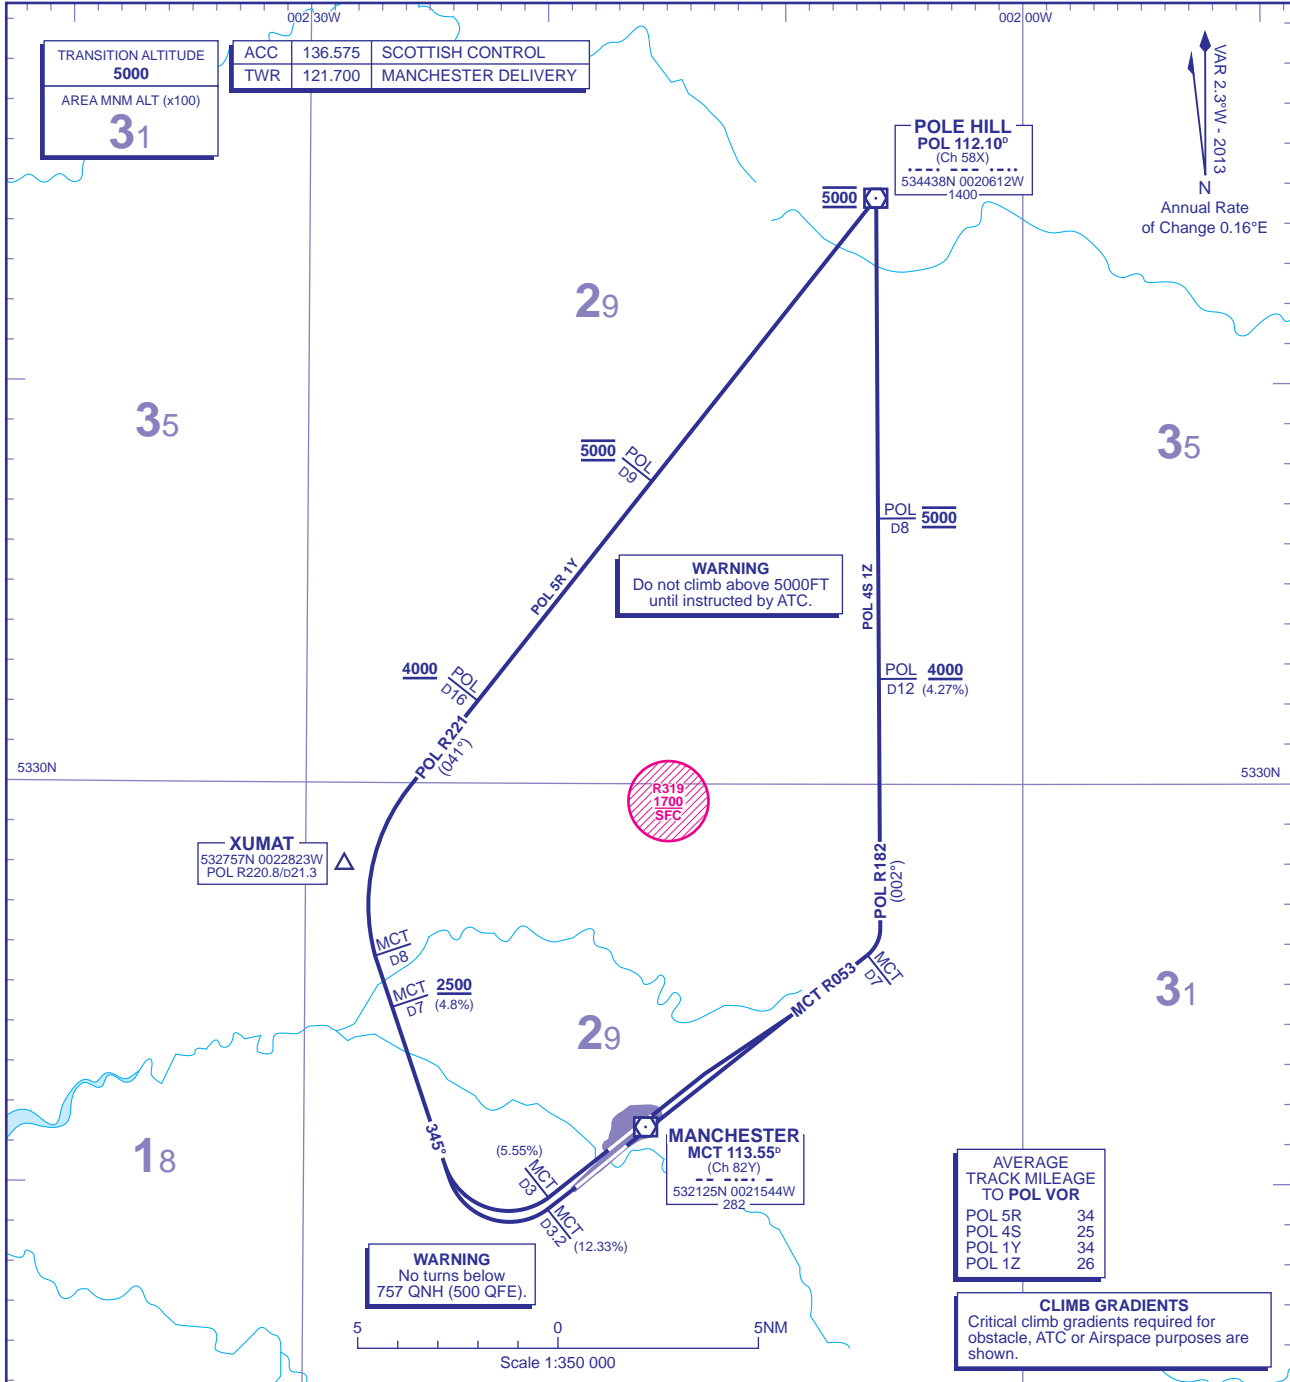 002 30W
002 00W
TRANSITION ALTITUDE
5000
AREA MNM ALT (x100)
31
ACC 136.575 SCOTTISH CONTROL
TWR 121.700 MANCHESTER DELIVERY
VAR 2.3°W - 2013
N
Annual Rate
of Change 0.16°E
POLE HILL
POL 112.10D
(Ch 58X)
534438N 0020612W
1400
5000
29
35
35
5000
POL
D9
POL
D8
5000
WARNING
Do not climb above 5000FT
until instructed by ATC.
POL 5R 1Y
POL 4S 1Z
4000
POL
D16
POL
D12
4000
(4.27%)
POL R221
(041°)
5330N
5330N
R319
1700
SFC
XUMAT
532757N 0022823W
POL R220.8/D21.3
POL R182
(002°)
MCT
D8
MCT
D7
2500
(4.8%)
MCT R053
MCT
D7
31
29
18
345°
(5.55%)
MCT
D3
MCT
D3.2
(12.33%)
MANCHESTER
MCT 113.55D
(Ch 82Y)
532125N 0021544W
282
WARNING
No turns below
757 QNH (500 QFE).
AVERAGE
TRACK MILEAGE
TO POL VOR
POL 5R 34
POL 4S 25
POL 1Y 34
POL 1Z 26
CLIMB GRADIENTS
Critical climb gradients required for
obstacle, ATC or Airspace purposes are
shown.
5 0 5NM
Scale 1:350 000